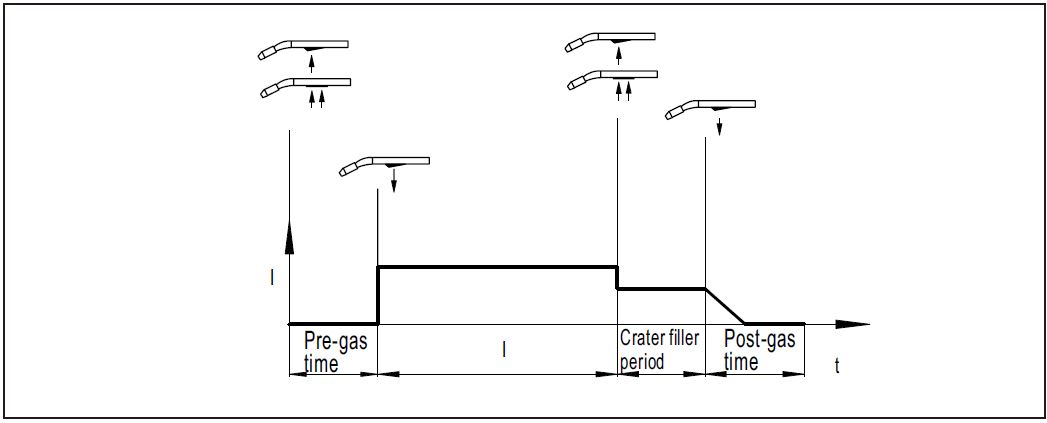 I
Pre-gas
time
I
Crater filler
period
Post-gas
time
t